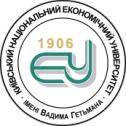 КИЇВСЬКИЙ НАЦІОНАЛЬНИЙ ЕКОНОМІЧНИЙ УНІВЕРСИТЕТ
1906
ІМЕНІ ВАДИМА ГЕТЬМАНА